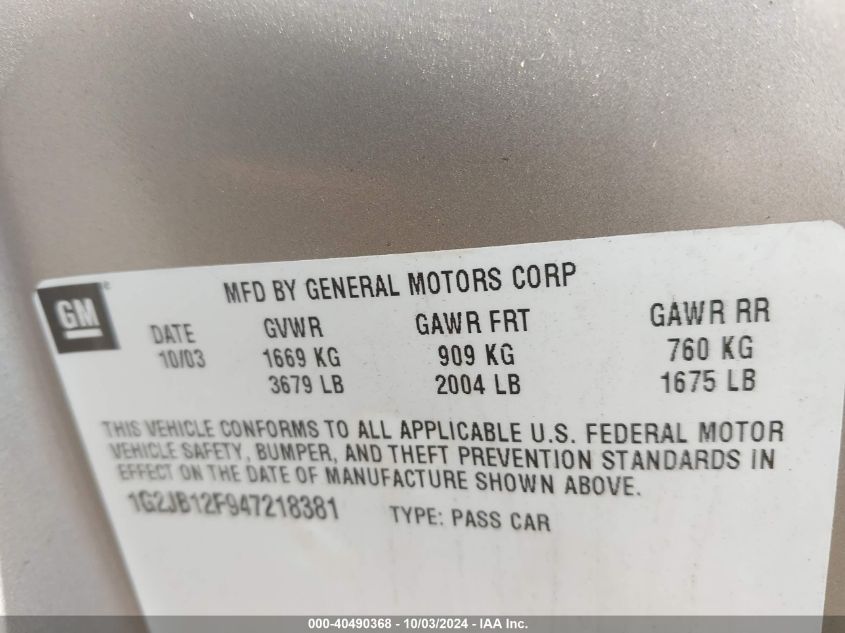 MFD BY GENERAL MOTORS CORP
GM
DATE GVWR GAWR FRT GAWR RR
10/03 1669 KG 909 KG 760 KG
3679 LB 2004 LB 1675 LB
THIS VEHICLE CONFORMS TO ALL APPLICABLE U.S. FEDERAL MOTOR
VEHICLE SAFETY, BUMPER, AND THEFT PREVENTION STANDARDS IN
EFFECT ON THE DATE OF MANUFACTURE SHOWN ABOVE.
1G2JB12F947218381 TYPE: PASS CAR
000-40490368 - 10/03/2024 - IAA Inc.